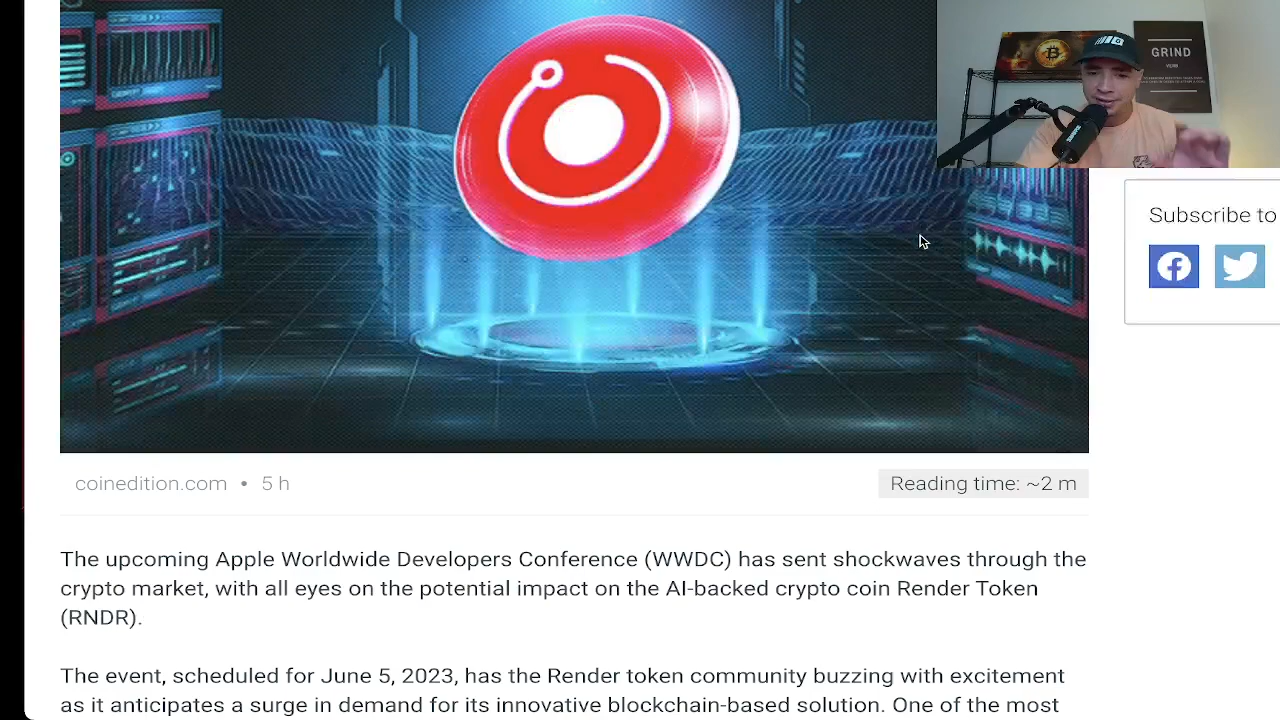 GRIND
Subscribe to
coinedition.com • 5 h
Reading time: ~2 m
The upcoming Apple Worldwide Developers Conference (WWDC) has sent shockwaves through the
crypto market, with all eyes on the potential impact on the AI-backed crypto coin Render Token
(RNDR).
The event, scheduled for June 5, 2023, has the Render token community buzzing with excitement
as it anticipates a surge in demand for its innovative blockchain-based solution. One of the most